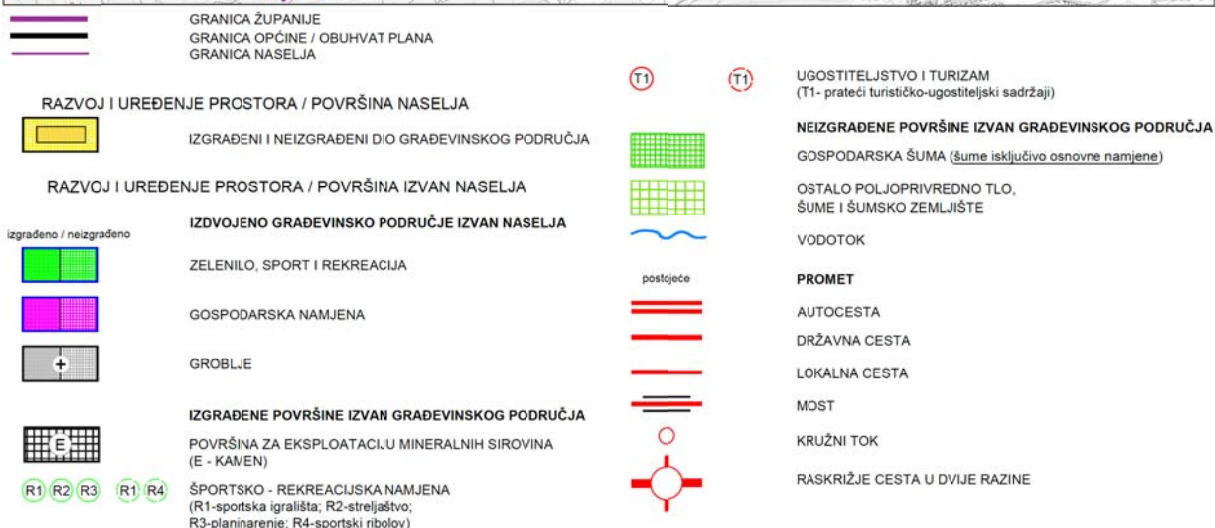 GRANICA ŽUPANIJE
GRANICA OPĆINE / OBUHVAT PLANA
GRANICA NASELJA
RAZVOJ I UREĐENJE PROSTORA / POVRŠINA NASELJA
IZGRAĐENI I NEIZGRAĐENI DIO GRAĐEVINSKOG PODRUČJA
RAZVOJ I UREĐENJE PROSTORA / POVRŠINA IZVAN NASELJA
IZDVOJENO GRAĐEVINSKO PODRUČJE IZVAN NASELJA
izgrađeno / neizgrađeno
ZELENILO, SPORT I REKREACIJA
GOSPODARSKA NAMJENA
GROBLJE
IZGRAĐENE POVRŠINE IZVAN GRAĐEVINSKOG PODRUČJA
E
POVRŠINA ZA EKSPLOATACIJU MINERALNIH SIROVINA
(E - KAMEN)
R1 R2 R3 R1 R4
ŠPORTSKO - REKREACIJSKA NAMJENA
(R1-sportska igrališta; R2-streljaštvo;
R3-planinarenje; R4-sportski ribolov)
T1 T1
UGOSTITELJSTVO I TURIZAM
(T1- prateći turističko-ugostiteljski sadržaji)
NEIZGRAĐENE POVRŠINE IZVAN GRAĐEVINSKOG PODRUČJA
GOSPODARSKA ŠUMA (šume isključivo osnovne namjene)
OSTALO POLJOPRIVREDNO TLO,
ŠUME I ŠUMSKO ZEMLJIŠTE
VODOTOK
postojeće
PROMET
AUTOCESTA
DRŽAVNA CESTA
LOKALNA CESTA
MOST
KRUŽNI TOK
RASKRIŽJE CESTA U DVIJE RAZINE